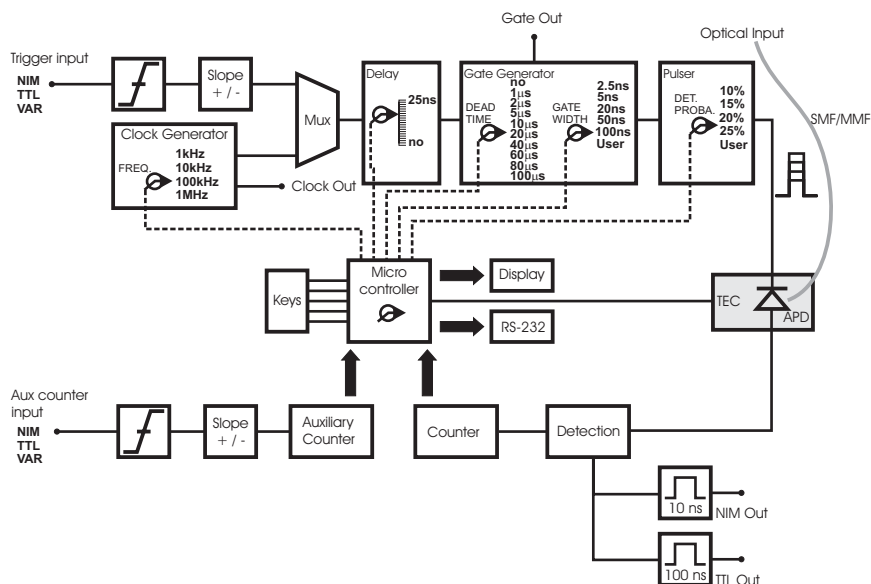 Gate Out
Optical Input
Trigger input
NIM
TTL
VAR
Slope
+ / -
Mux
Delay
25ns
no
Gate Generator
DEAD
TIME
no
1µs
2µs
5µs
10µs
20µs
40µs
60µs
80µs
100µs
GATE
WIDTH
2.5ns
5ns
20ns
50ns
100ns
User
Pulser
DET.
PROBA.
10%
15%
20%
25%
User
SMF/MMF
Clock Generator
FREQ.
1kHz
10kHz
100kHz
1MHz
Clock Out
Keys
Micro
controller
Display
RS-232
TEC
APD
Aux counter
input
NIM
TTL
VAR
Slope
+ / -
Auxiliary
Counter
Counter
Detection
10 ns
NIM Out
100 ns
TTL Out